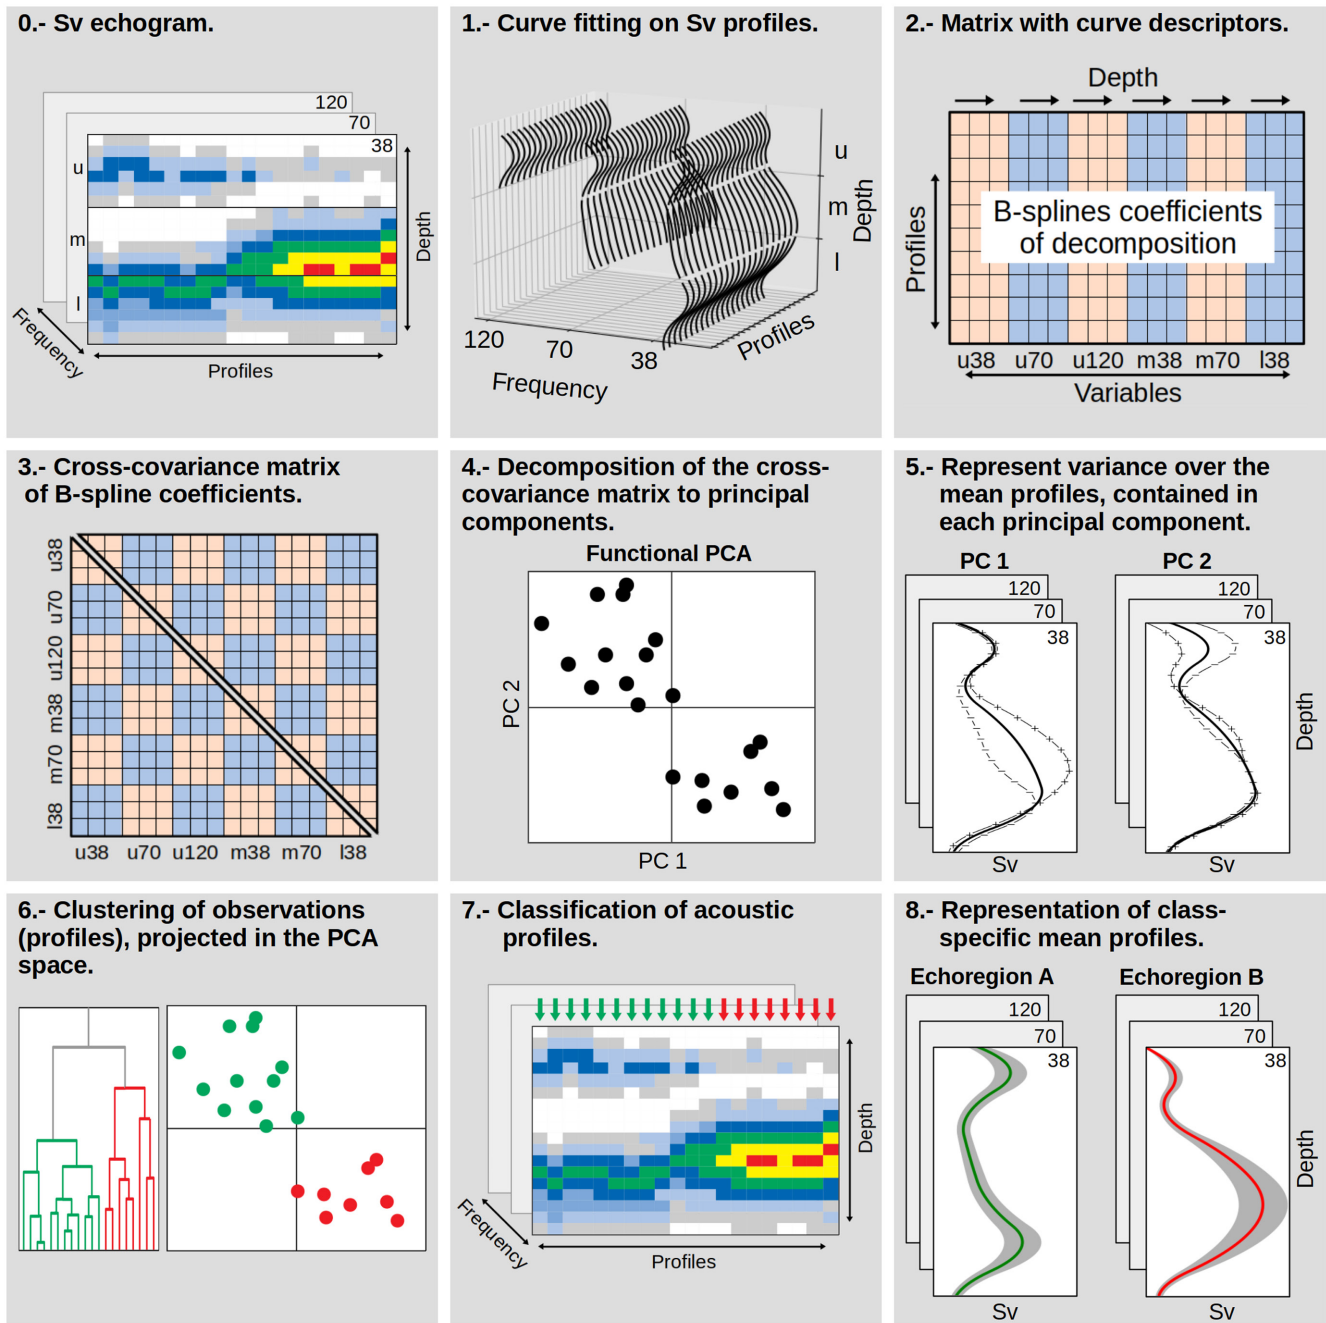 0.- Sv echogram.
120
70
38
u
m
l
Depth
Frequency
Profiles
1.- Curve fitting on Sv profiles.
u
m
l
Depth
120
70
38
Profiles
Frequency
2.- Matrix with curve descriptors.
Depth
Profiles
B-splines coefficients
of decomposition
u38 u70 u120 m38 m70 l38
Variables
3.- Cross-covariance matrix
of B-spline coefficients.
u38
u70
u120
m38
m70
l38
u38 u70 u120 m38 m70 l38
4.- Decomposition of the cross-
covariance matrix to principal
components.
Functional PCA
PC 2
PC 1
5.- Represent variance over the
mean profiles, contained in
each principal component.
PC 1
120
70
38
Sv
PC 2
120
70
38
Depth
Sv
6.- Clustering of observations
(profiles), projected in the PCA
space.
7.- Classification of acoustic
profiles.
Depth
Frequency
Profiles
8.- Representation of class-
specific mean profiles.
Echoregion A
120
70
38
Sv
Echoregion B
120
70
38
Depth
Sv